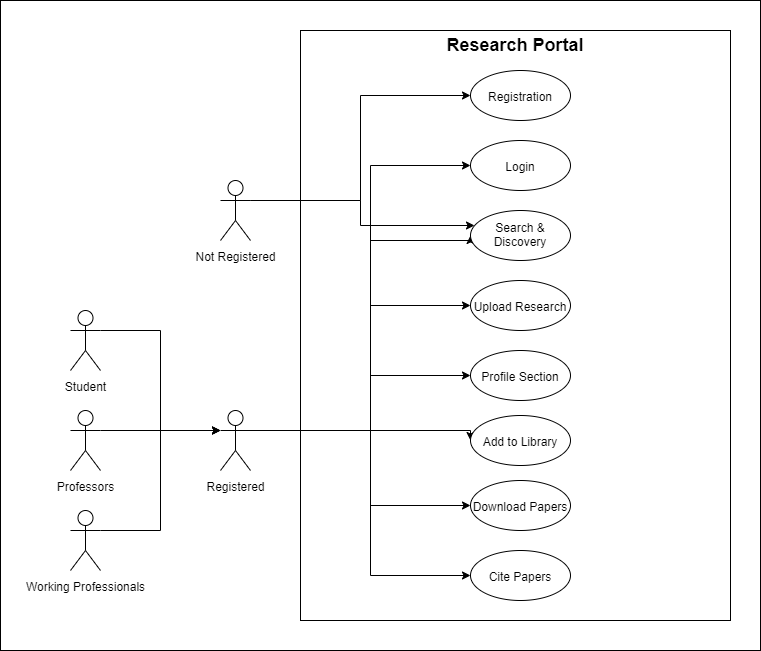 Research Portal
Registration
Login
Search &
Discovery
Not Registered
Upload Research
Student
Profile Section
Add to Library
Professors
Registered
Download Papers
Working Professionals
Cite Papers